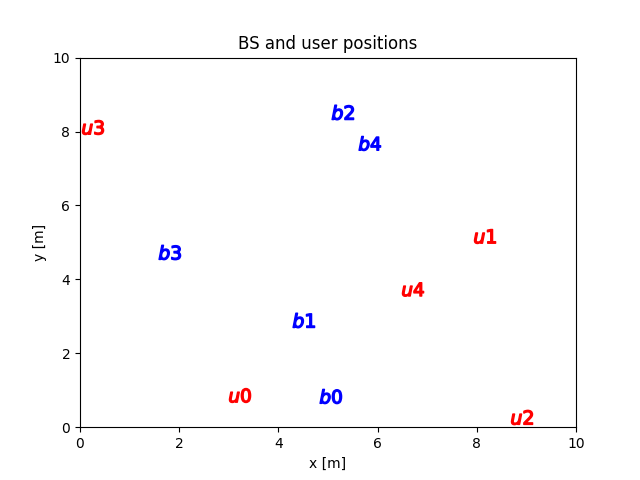 BS and user positions
y [m]
10
8
6
4
2
0
b2
b4
u3
u1
b3
u4
b1
u0
b0
u2
0 2 4 6 8 10
x [m]